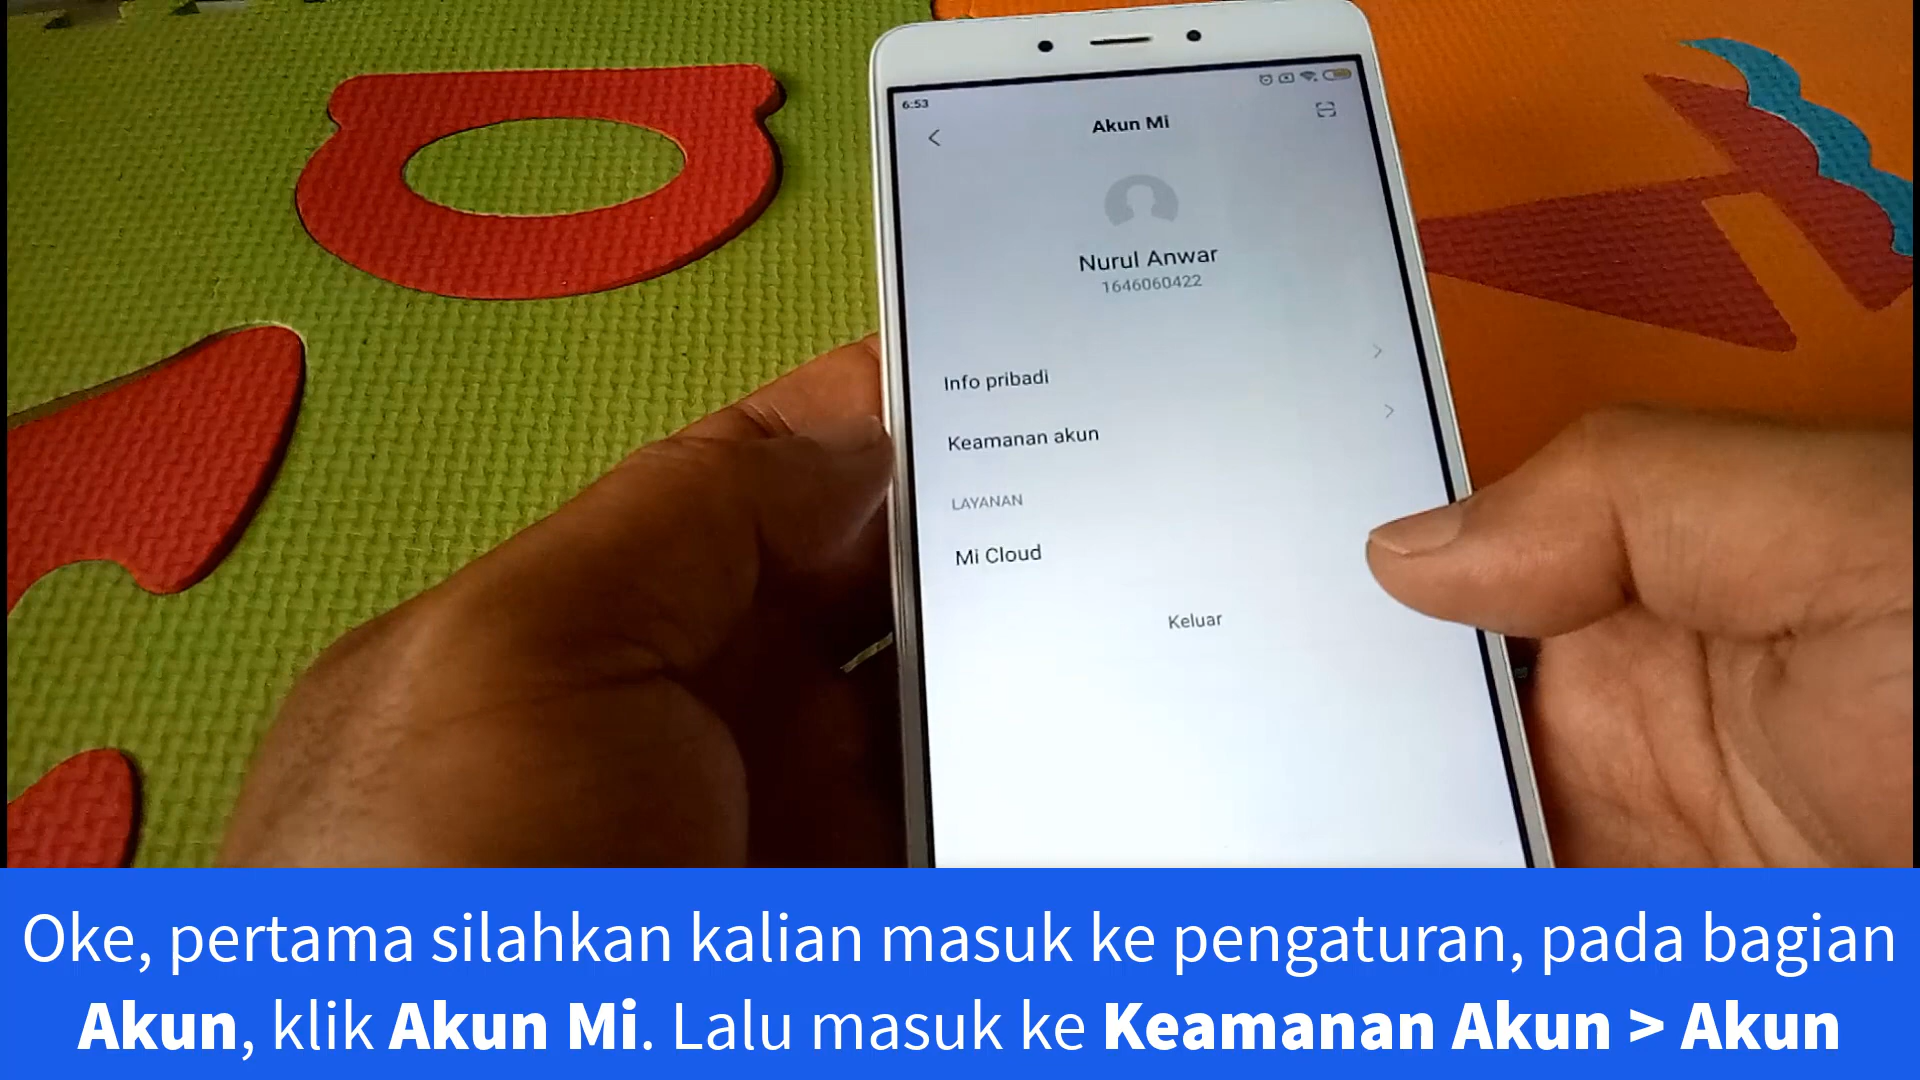 6:53
Akun Mi
Nurul Anwar
1646060422
Info pribadi
Keamanan akun
LAYANAN
Mi Cloud
Keluar
Oke, pertama silahkan kalian masuk ke pengaturan, pada bagian
Akun, klik Akun Mi. Lalu masuk ke Keamanan Akun > Akun